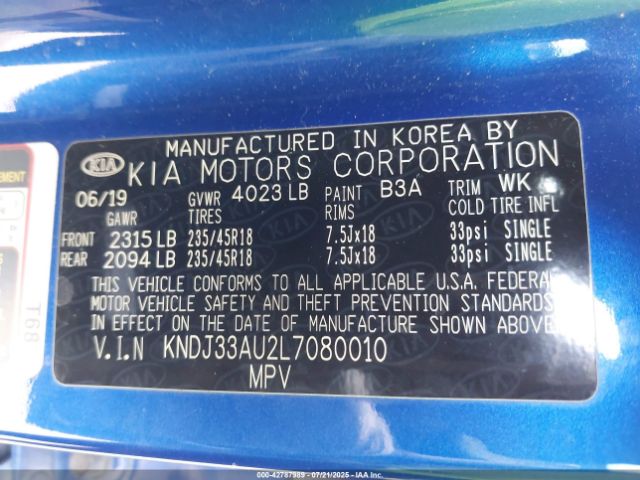 MANUFACTURED IN KOREA BY
KIA KIA MOTORS CORPORATION
06/19 GVWR 4023 LB PAINT B3A TRIM WK
GAWR TIRES RIMS COLD TIRE INFL
FRONT 2315 LB 235/45R18 7.5Jx18 33psi SINGLE
REAR 2094 LB 235/45R18 7.5Jx18 33psi SINGLE
THIS VEHICLE CONFORMS TO ALL APPLICABLE U.S.A. FEDERAL
MOTOR VEHICLE SAFETY AND THEFT PREVENTION STANDARDS
IN EFFECT ON THE DATE OF MANUFACTURE SHOWN ABOVE.
V.I.N KNDJ33AU2L7080010
MPV
T68
000-42787989 - 07/21/2025 - IAA Inc.